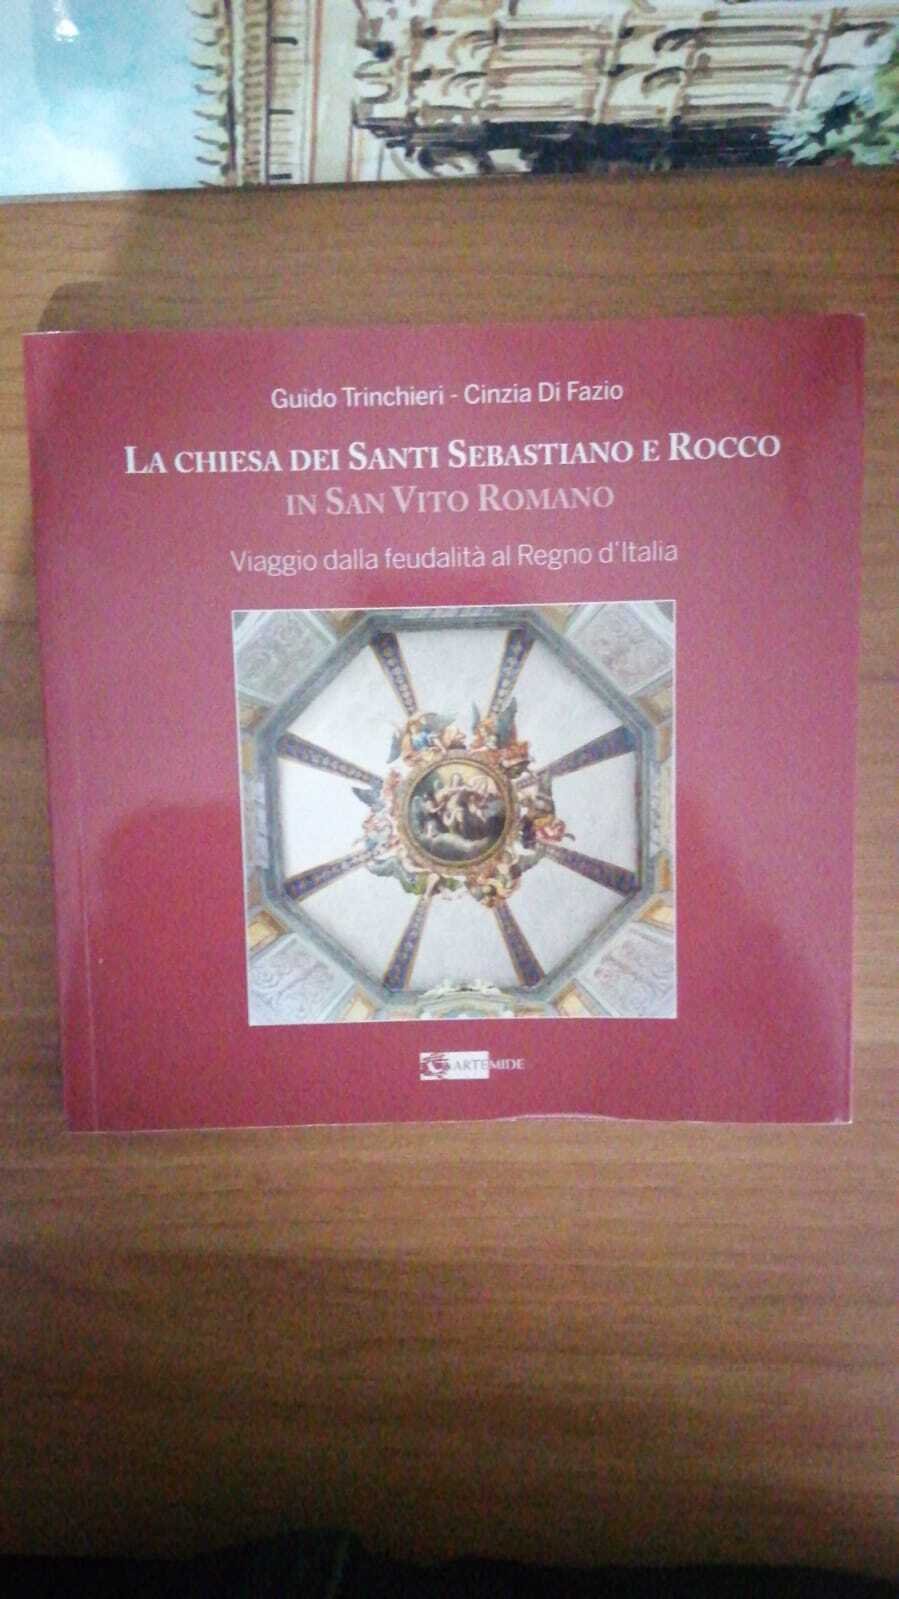 Guido Trinchieri - Cinzia Di Fazio
LA CHIESA DEI SANTI SEBASTIANO E ROCCO
IN SAN VITO ROMANO
Viaggio dalla feudalità al Regno d'Italia
ARTEMIDE